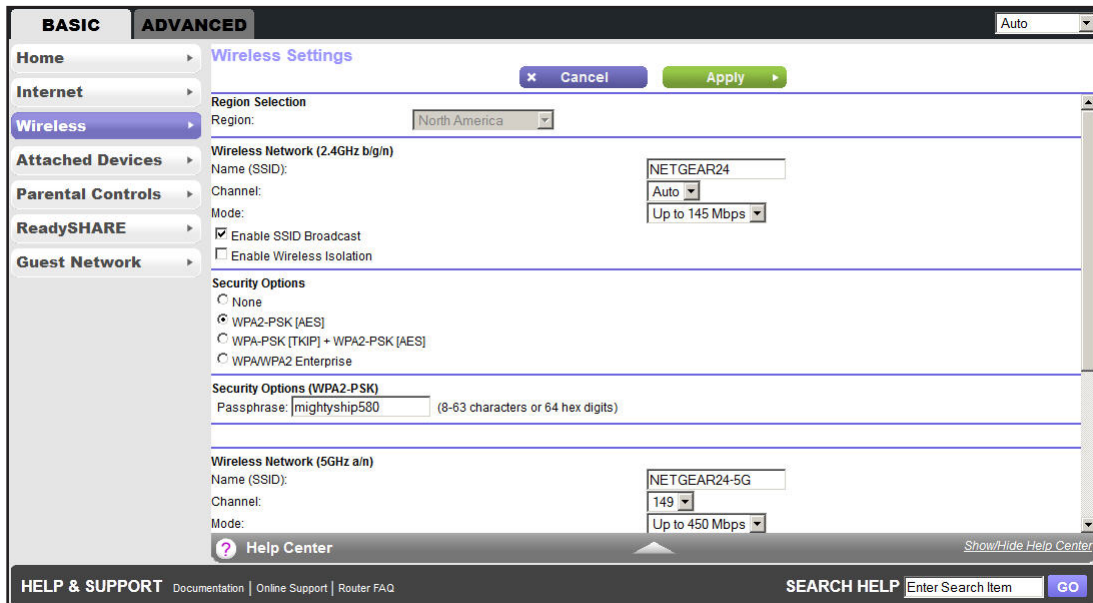 BASIC ADVANCED Auto
Home
Internet
Wireless
Attached Devices
Parental Controls
ReadySHARE
Guest Network
Wireless Settings
× Cancel Apply
Region Selection
Region: North America
Wireless Network (2.4GHz b/g/n)
Name (SSID): NETGEAR24
Channel: Auto
Mode: Up to 145 Mbps
Enable SSID Broadcast
Enable Wireless Isolation
Security Options
None
WPA2-PSK [AES]
WPA-PSK [TKIP] + WPA2-PSK [AES]
WPA/WPA2 Enterprise
Security Options (WPA2-PSK)
Passphrase: mightyship580 (8-63 characters or 64 hex digits)
Wireless Network (5GHz a/n)
Name (SSID): NETGEAR24-5G
Channel: 149
Mode: Up to 450 Mbps
? Help Center Show/Hide Help Center
HELP & SUPPORT Documentation | Online Support | Router FAQ SEARCH HELP Enter Search Item GO